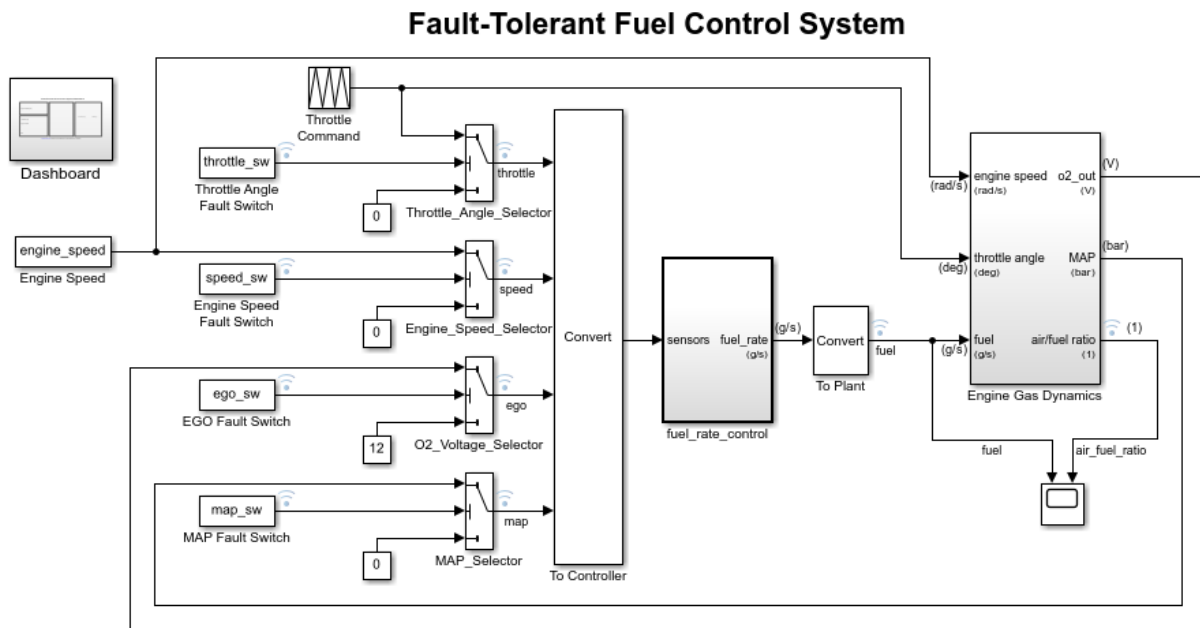 Fault-Tolerant Fuel Control System
Dashboard
Throttle
Command
throttle_sw
Throttle Angle
Fault Switch
0
throttle
Throttle_Angle_Selector
engine_speed
Engine Speed
speed_sw
Engine Speed
Fault Switch
0
speed
Engine_Speed_Selector
ego_sw
EGO Fault Switch
12
ego
O2_Voltage_Selector
map_sw
MAP Fault Switch
0
map
MAP_Selector
Convert
To Controller
sensors
fuel_rate
(g/s)
fuel_rate_control
(g/s)
Convert
To Plant
fuel
(rad/s)
(deg)
(g/s)
engine speed
(rad/s)
o2_out
(V)
throttle angle
(deg)
MAP
(bar)
fuel
(g/s)
air/fuel ratio
(1)
Engine Gas Dynamics
(V)
(bar)
(1)
fuel
air_fuel_ratio